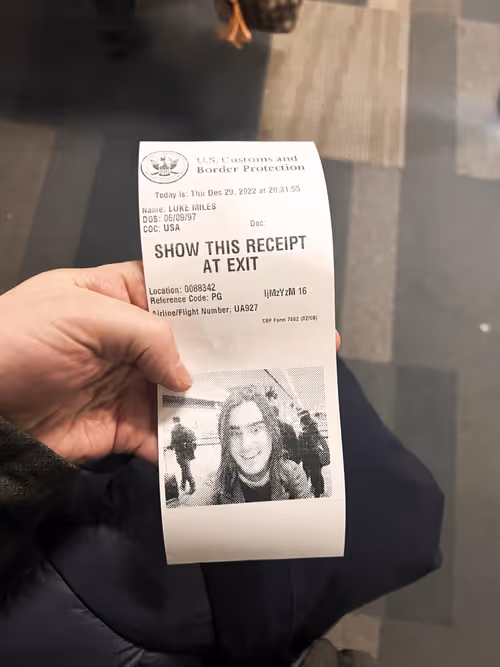 U.S. Customs and
Border Protection
Today is: Thu Dec 29, 2022 at 20:31:55
Name: LUKE MILES
DOB: 06/09/97
COC: USA Doc:
SHOW THIS RECEIPT
AT EXIT
Location: B088342
Reference Code: PG IjMzYzM 16
Airline/Flight Number: UA927
CBP Form 7652 (02/08)